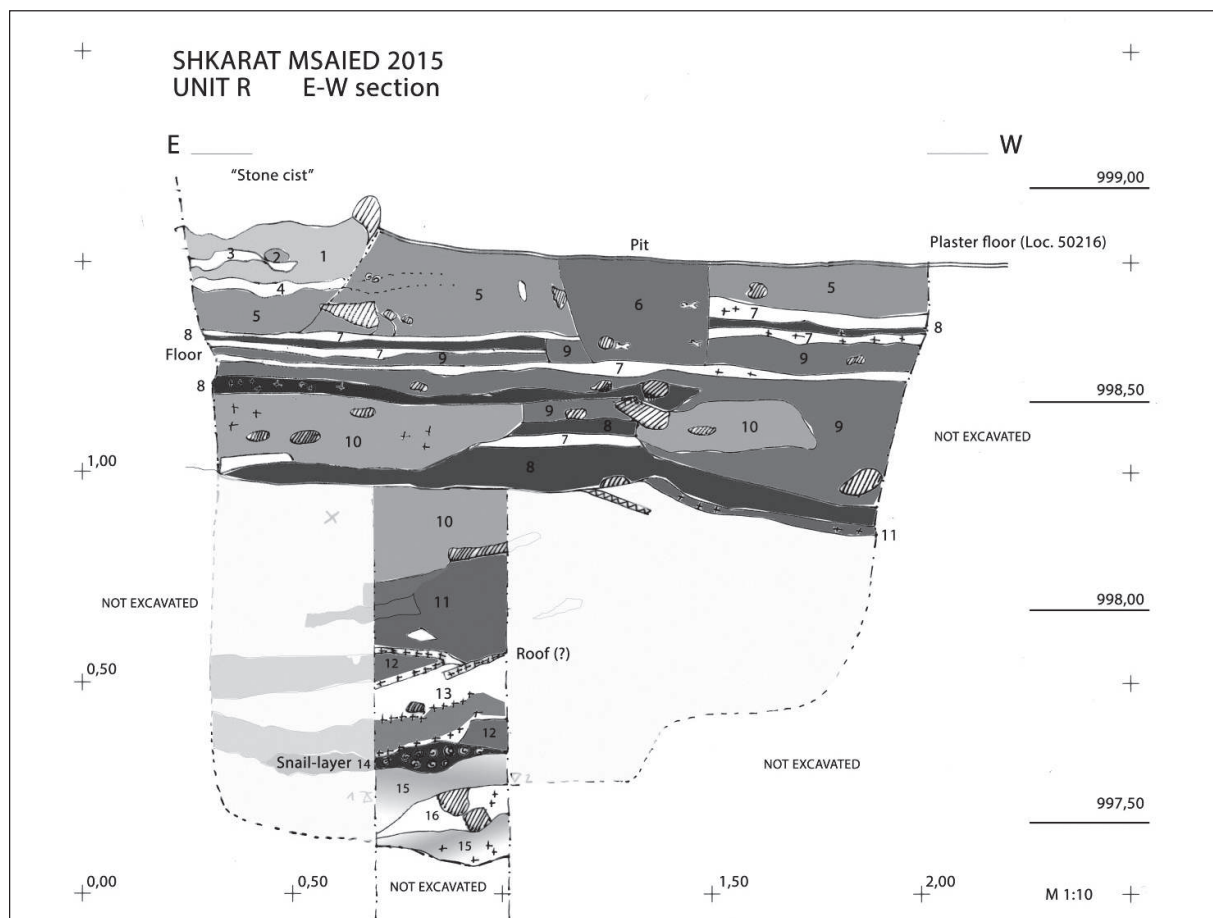 SHKARAT MSAIED 2015
UNIT R E-W section
E W
"Stone cist"
999,00
Pit
Plaster floor (Loc. 50216)
3 2 1
4
5 5 6 5
7
8 7 7 8
Floor 7 9 9 9
7
8 998,50
9
10 8 10 9
7 NOT EXCAVATED
1,00 8
10
11
NOT EXCAVATED 11 998,00
12 Roof (?)
0,50 13
12
Snail-layer 14 NOT EXCAVATED
15
16 997,50
15
0,00 0,50 NOT EXCAVATED 1,50 2,00 M 1:10